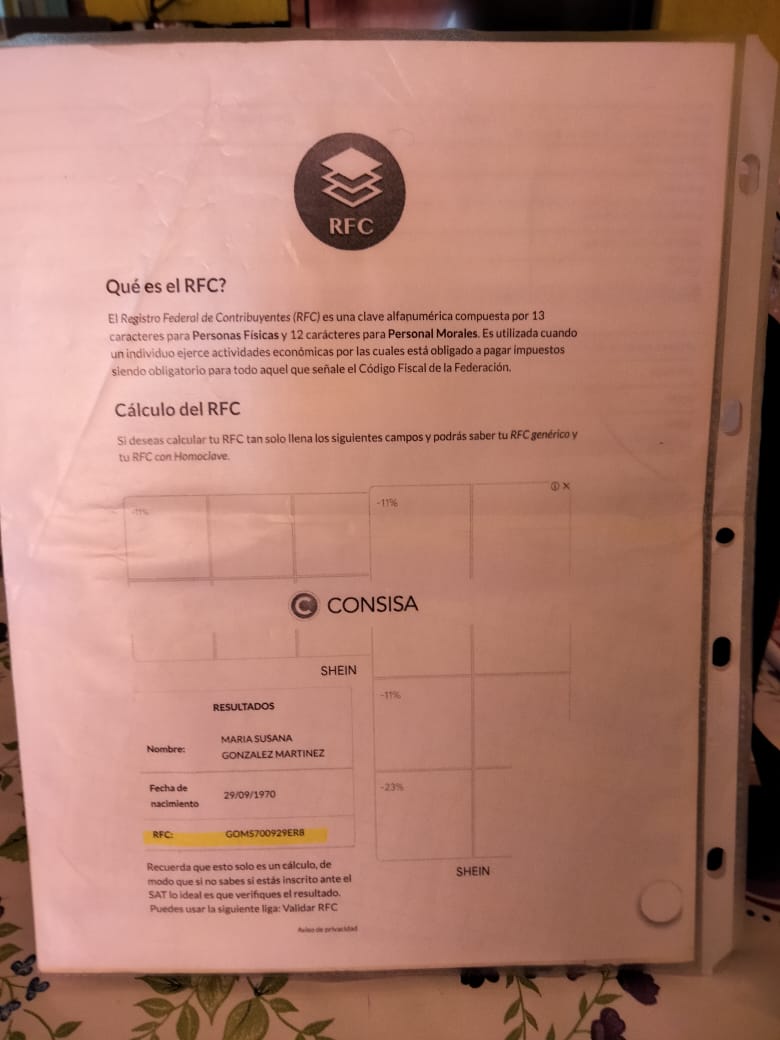 RFC
Qué es el RFC?
El Registro Federal de Contribuyentes (RFC) es una clave alfanumérica compuesta por 13
caracteres para Personas Físicas y 12 carácteres para Personal Morales. Es utilizada cuando
un individuo ejerce actividades económicas por las cuales está obligado a pagar impuestos
siendo obligatorio para todo aquel que señale el Código Fiscal de la Federación.
Cálculo del RFC
Si deseas calcular tu RFC tan solo llena los siguientes campos y podrás saber tu RFC genérico y
tu RFC con Homoclave.
-11%
-11%
C CONSISA
SHEIN
-11%
-23%
SHEIN
RESULTADOS
Nombre: MARIA SUSANA
GONZALEZ MARTINEZ
Fecha de
nacimiento 29/09/1970
RFC: GOMS700929ER8
Recuerda que esto solo es un cálculo, de
modo que si no sabes si estás inscrito ante el
SAT lo ideal es que verifiques el resultado.
Puedes usar la siguiente liga: Validar RFC
Aviso de privacidad